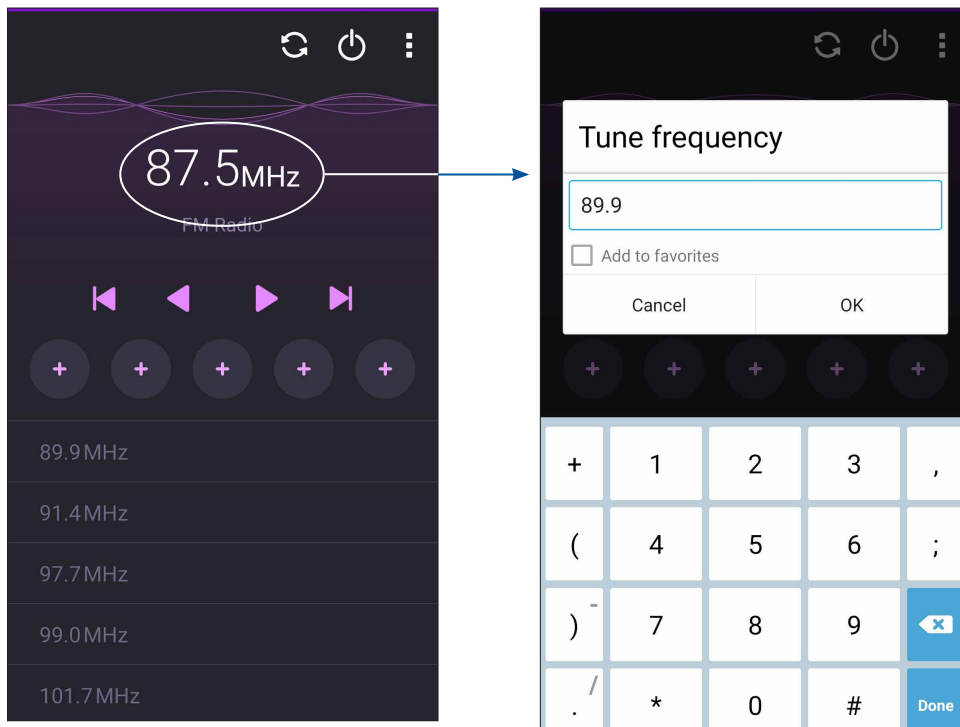 87.5MHz
FM Radio
+ + + + +
89.9MHz
91.4MHz
97.7MHz
99.0MHz
101.7MHz
Tune frequency
89.9
Add to favorites
Cancel OK
+ + + + +
+ 1 2 3 ,
( 4 5 6 ;
) - 7 8 9
. / * 0 # Done